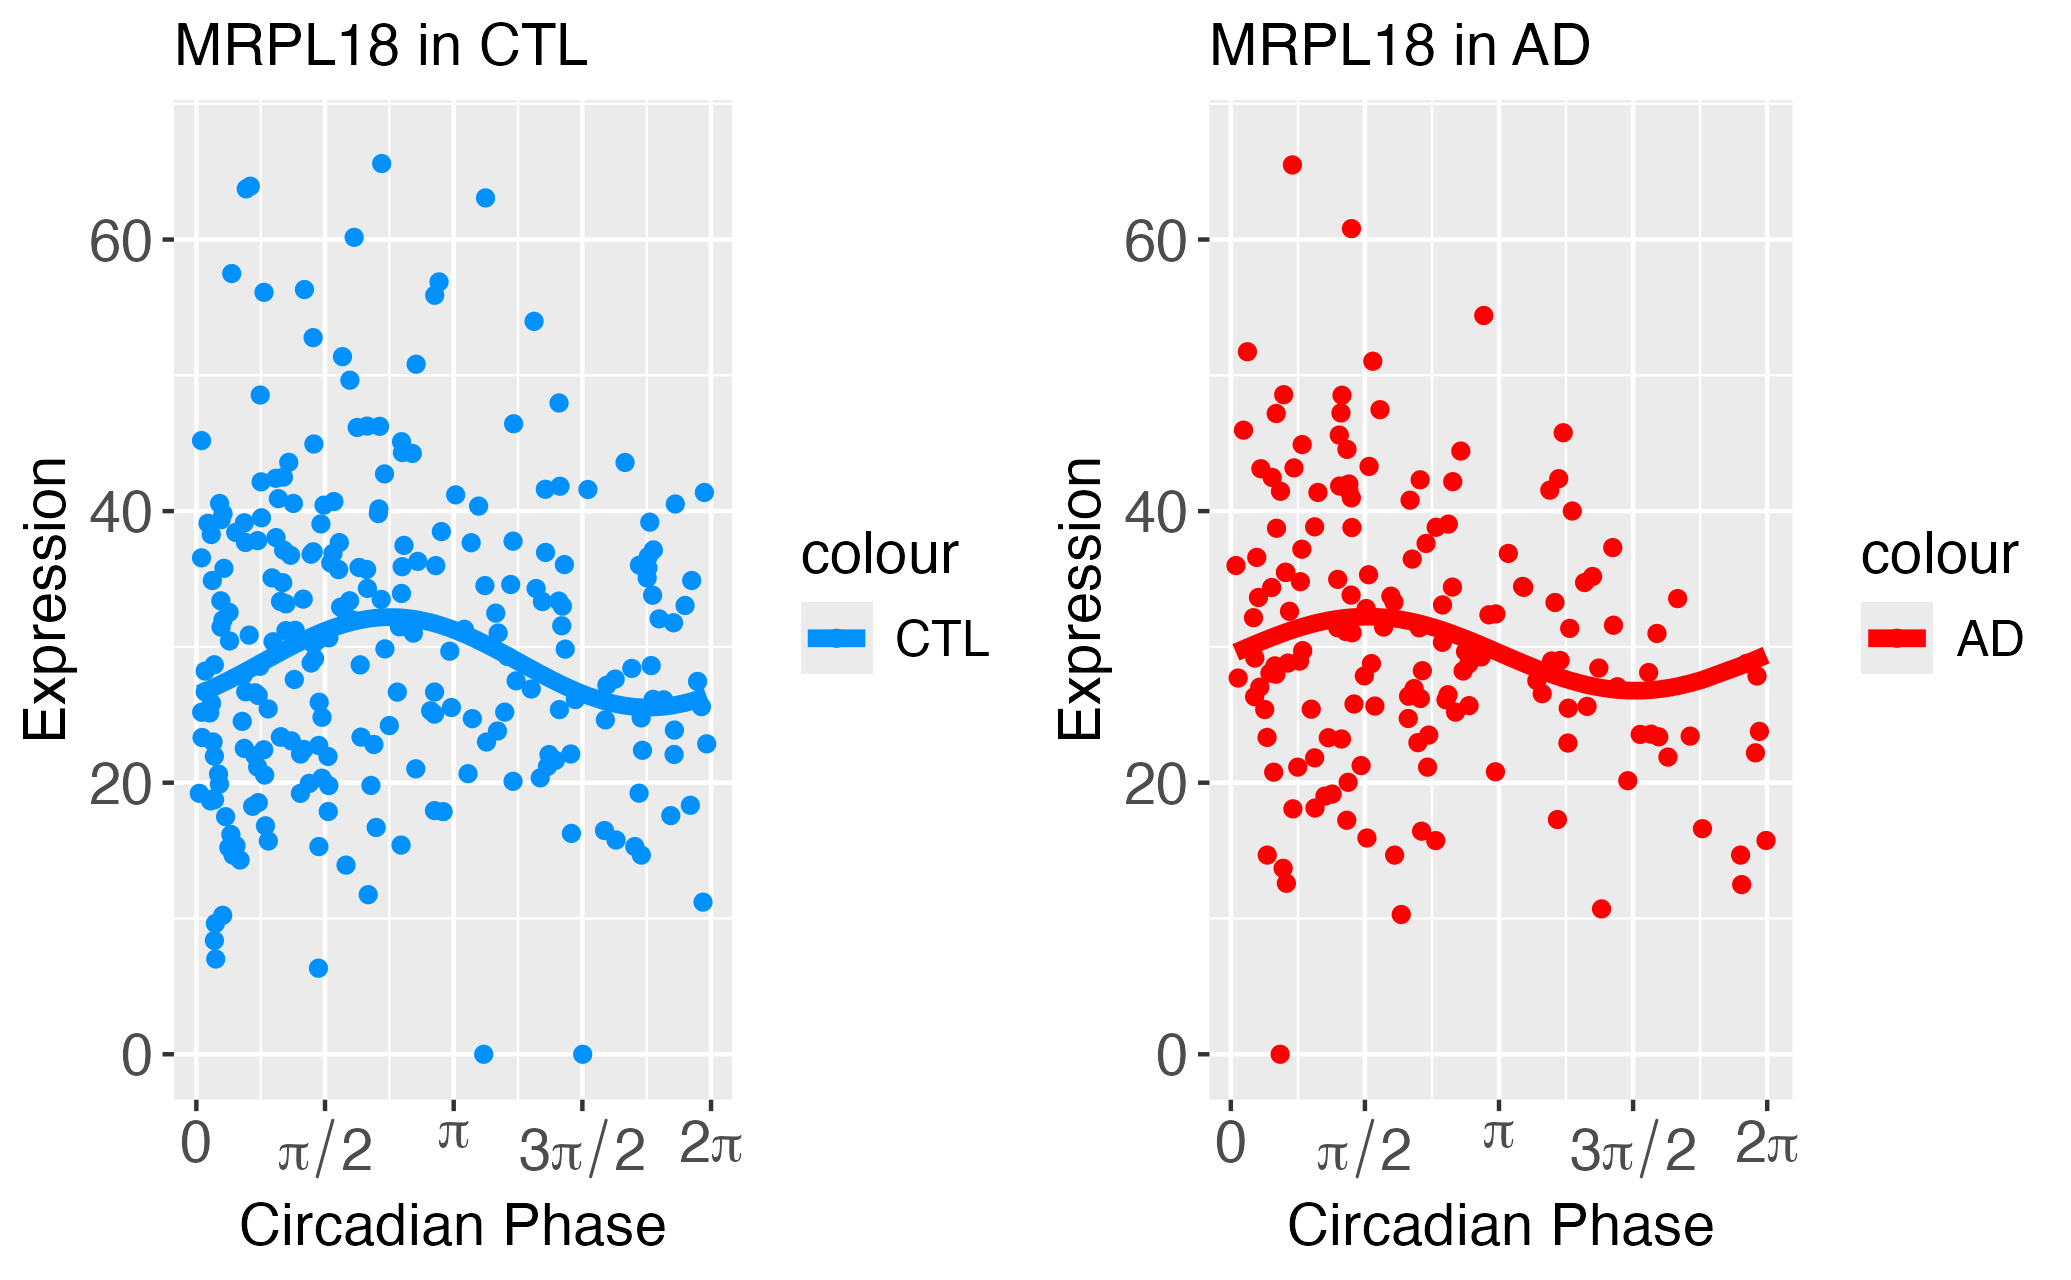 MRPL18 in CTL
Expression
60
40
20
0
0 π/2 π 3π/2 2π
Circadian Phase
colour
CTL
MRPL18 in AD
Expression
60
40
20
0
0 π/2 π 3π/2 2π
Circadian Phase
colour
AD